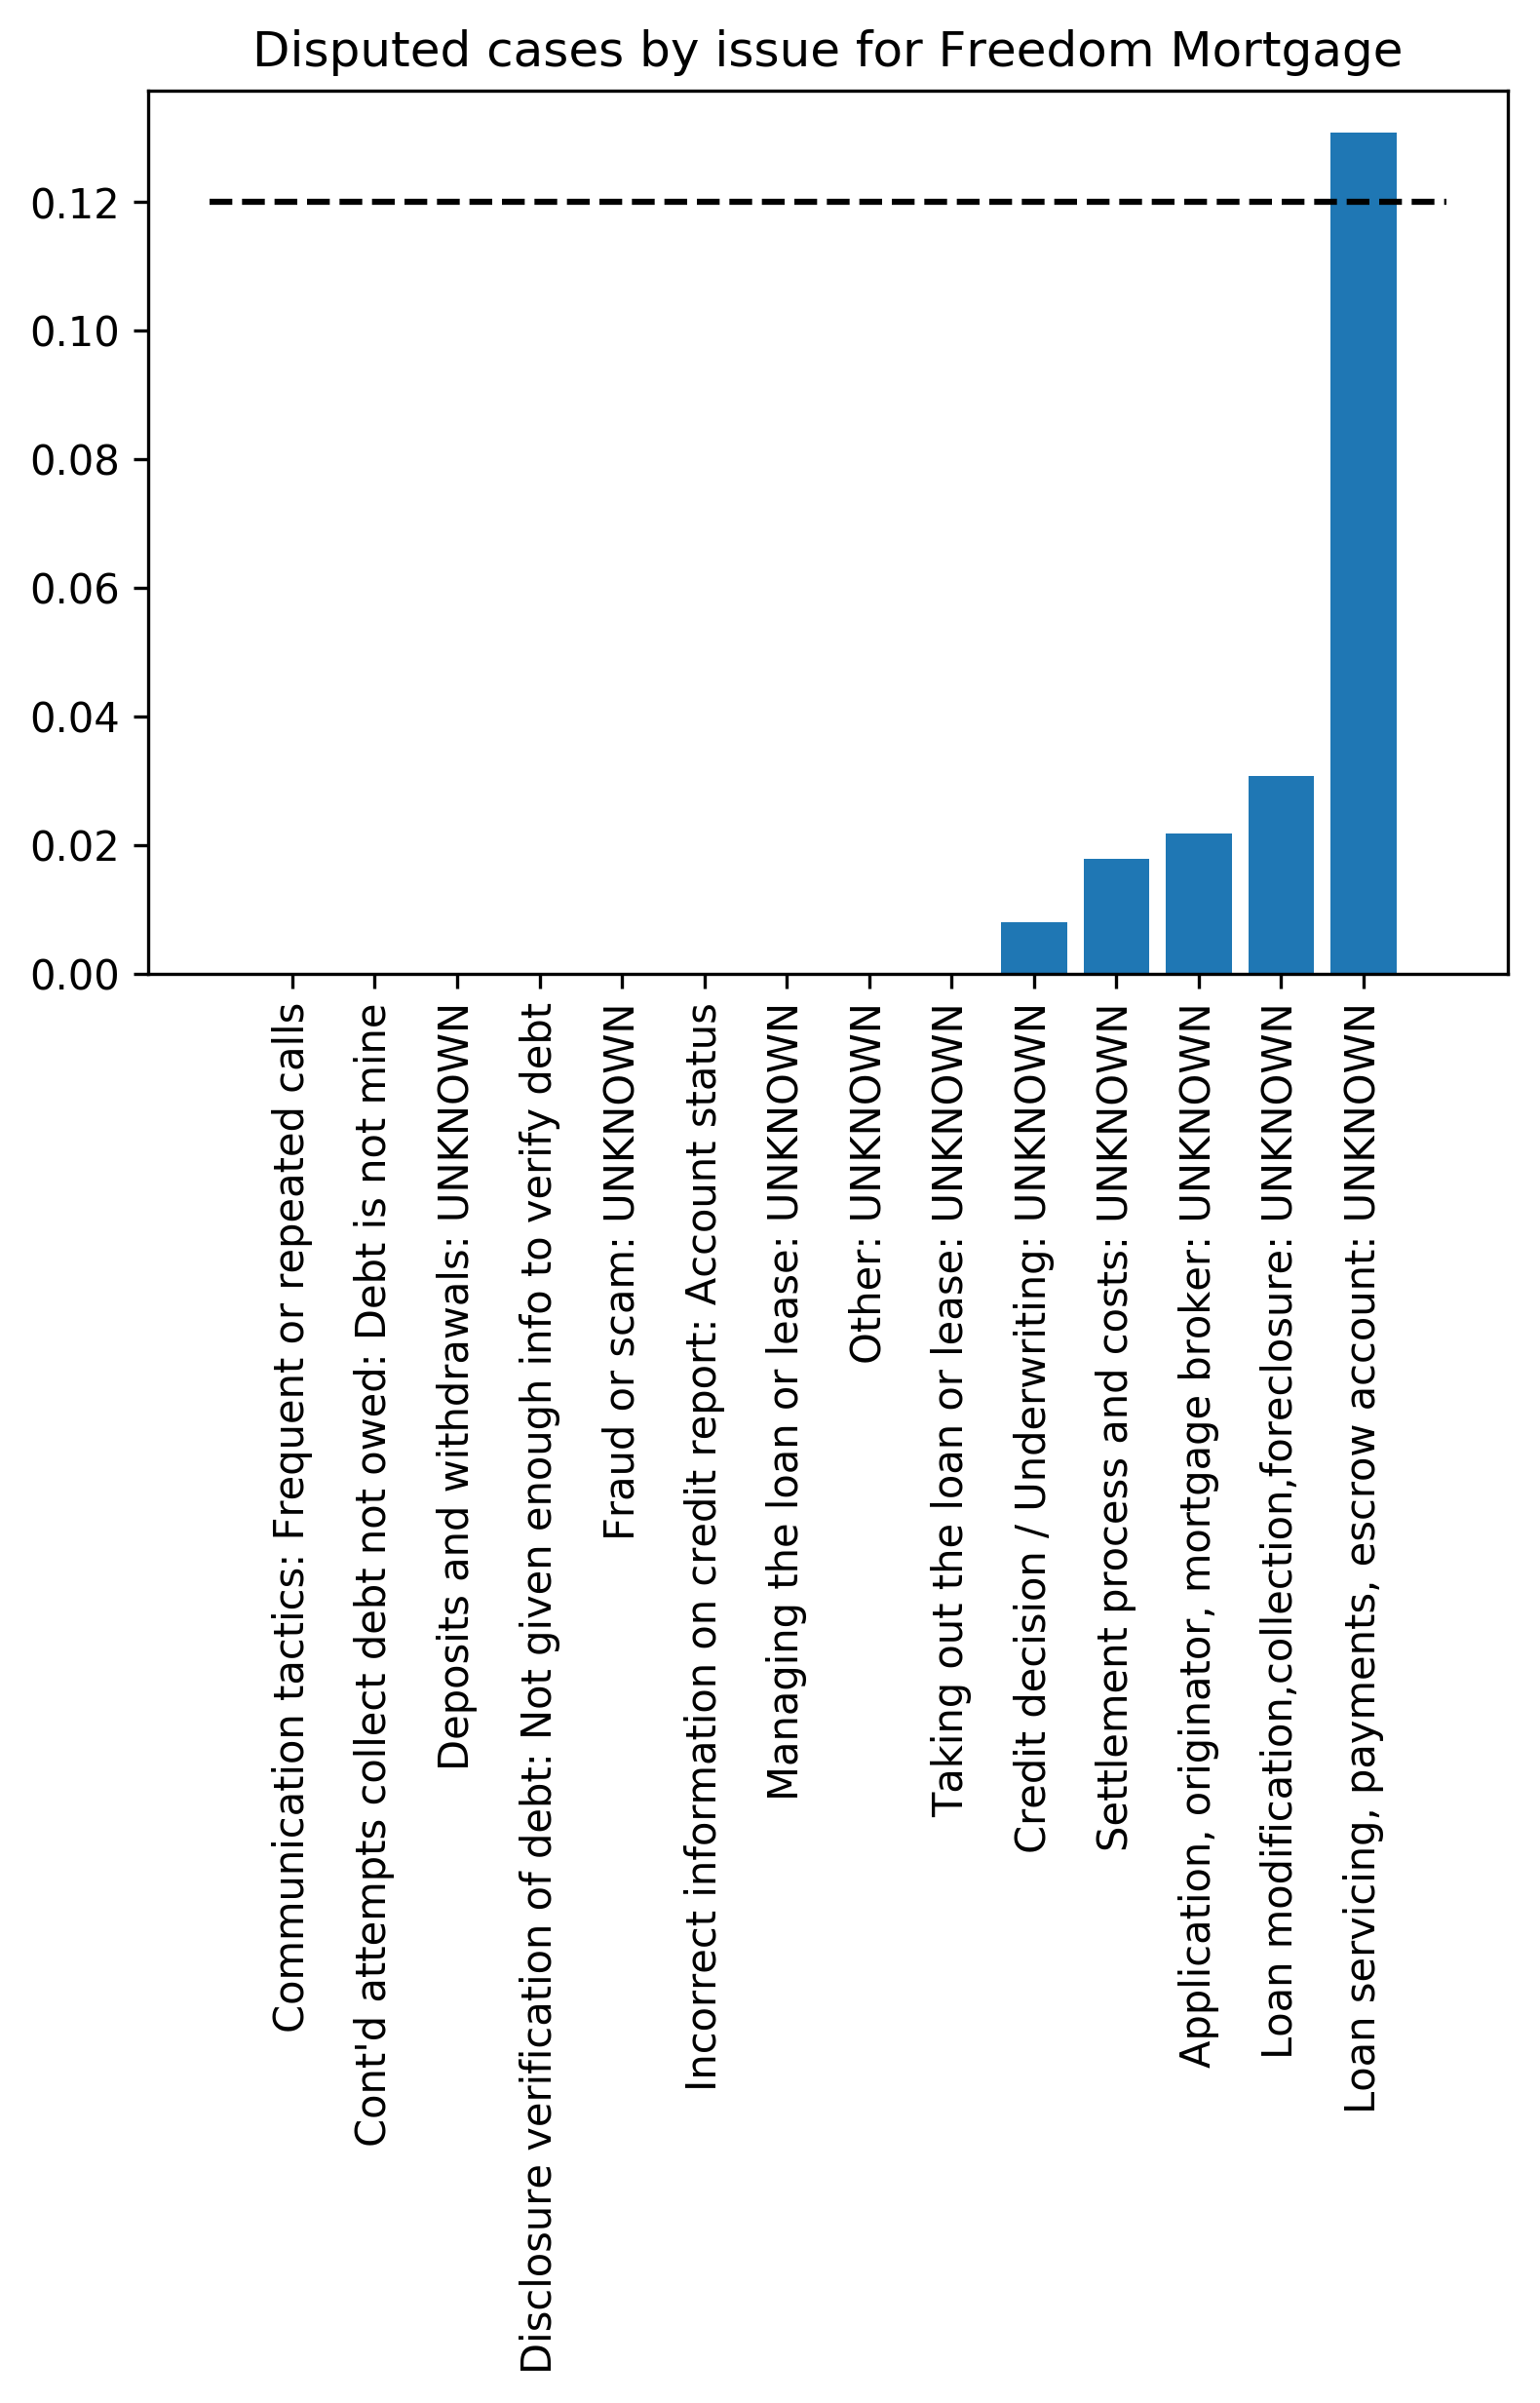 Disputed cases by issue for Freedom Mortgage
0.12
0.10
0.08
0.06
0.04
0.02
0.00
Communication tactics: Frequent or repeated calls
Cont'd attempts collect debt not owed: Debt is not mine
Deposits and withdrawals: UNKNOWN
Disclosure verification of debt: Not given enough info to verify debt
Fraud or scam: UNKNOWN
Incorrect information on credit report: Account status
Managing the loan or lease: UNKNOWN
Other: UNKNOWN
Taking out the loan or lease: UNKNOWN
Credit decision / Underwriting: UNKNOWN
Settlement process and costs: UNKNOWN
Application, originator, mortgage broker: UNKNOWN
Loan modification,collection,foreclosure: UNKNOWN
Loan servicing, payments, escrow account: UNKNOWN